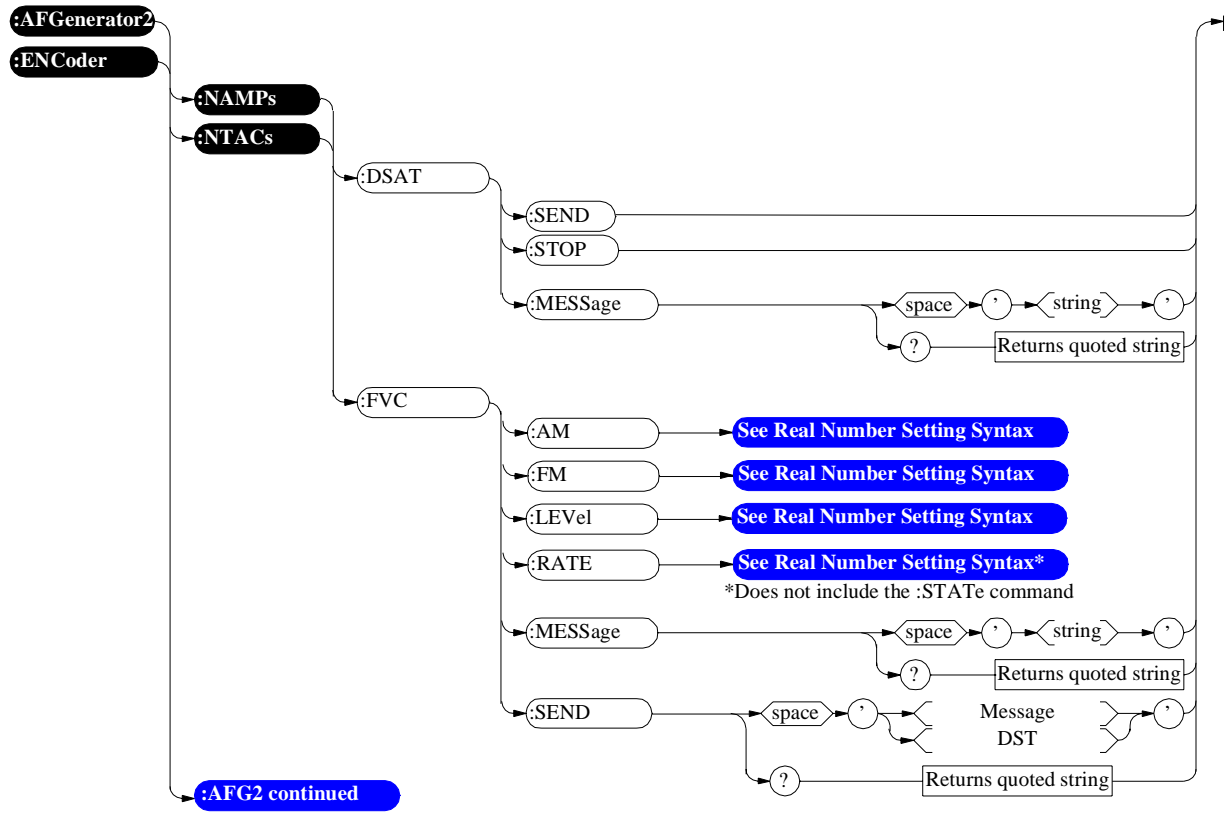 :AFGenerator2
:ENCoder
:NAMPs
:NTACs
:DSAT
:SEND
:STOP
:MESSage
space ’ string ’
? Returns quoted string
:FVC
:AM See Real Number Setting Syntax
:FM See Real Number Setting Syntax
:LEVel See Real Number Setting Syntax
:RATE See Real Number Setting Syntax*
*Does not include the :STATe command
:MESSage space ’ string ’
? Returns quoted string
:SEND space ’ Message ’
DST
? Returns quoted string
:AFG2 continued